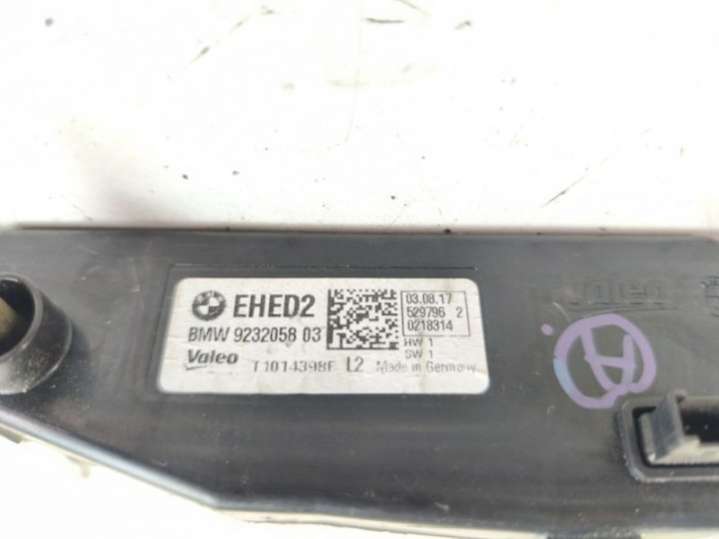 EHED2
BMW 9232058 03
Valeo T1014398F L2 Made in Germany
03.08.17
529796 2
0218314
HW 1
SW 1
Valeo